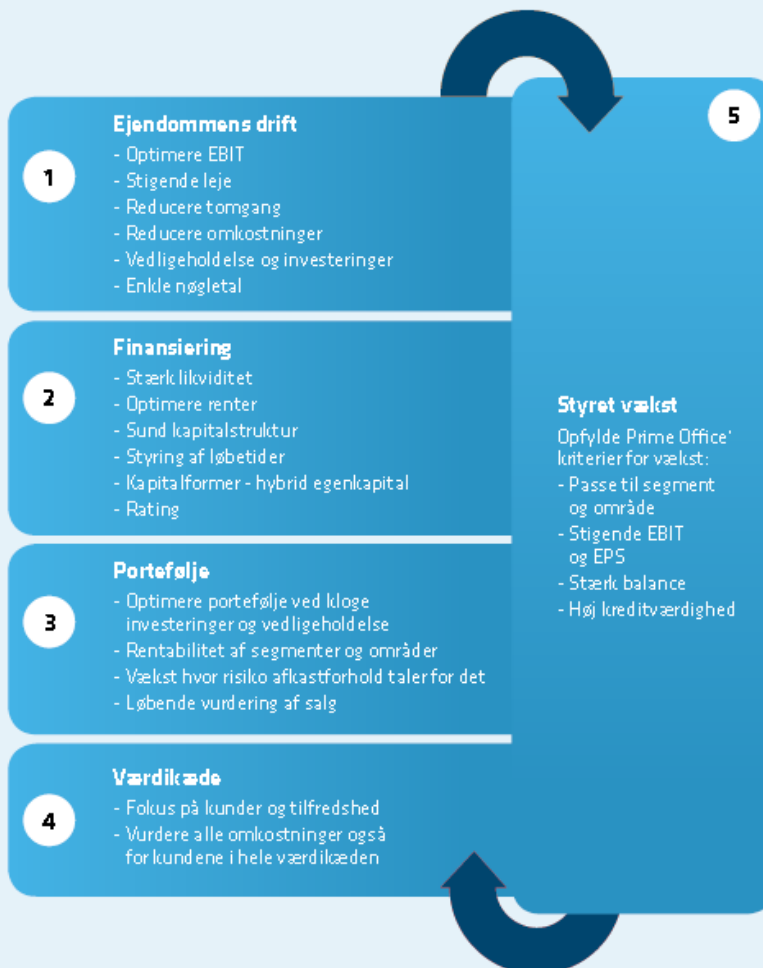 1
Ejendommens drift
- Optimere EBIT
- Stigende leje
- Reducere tomgang
- Reducere omkostninger
- Vedligeholdelse og investeringer
- Enkle nøgletal
2
Finansiering
- Stærk likviditet
- Optimere renter
- Sund kapitalstruktur
- Styring af løbetider
- Kapitalformer - hybrid egenkapital
- Rating
3
Portefølje
- Optimere portefølje ved kloge
investeringer og vedligeholdelse
- Rentabilitet af segmenter og områder
- Vækst hvor risiko afkastforhold taler for det
- Løbende vurdering af salg
4
Værdikæde
- Fokus på kunder og tilfredshed
- Vurdere alle omkostninger også
for kundene i hele værdikæden
5
Styret vækst
Opfylde Prime Office'
kriterier for vækst:
- Passe til segment
og område
- Stigende EBIT
og EPS
- Stærk balance
- Høj kreditværdighed